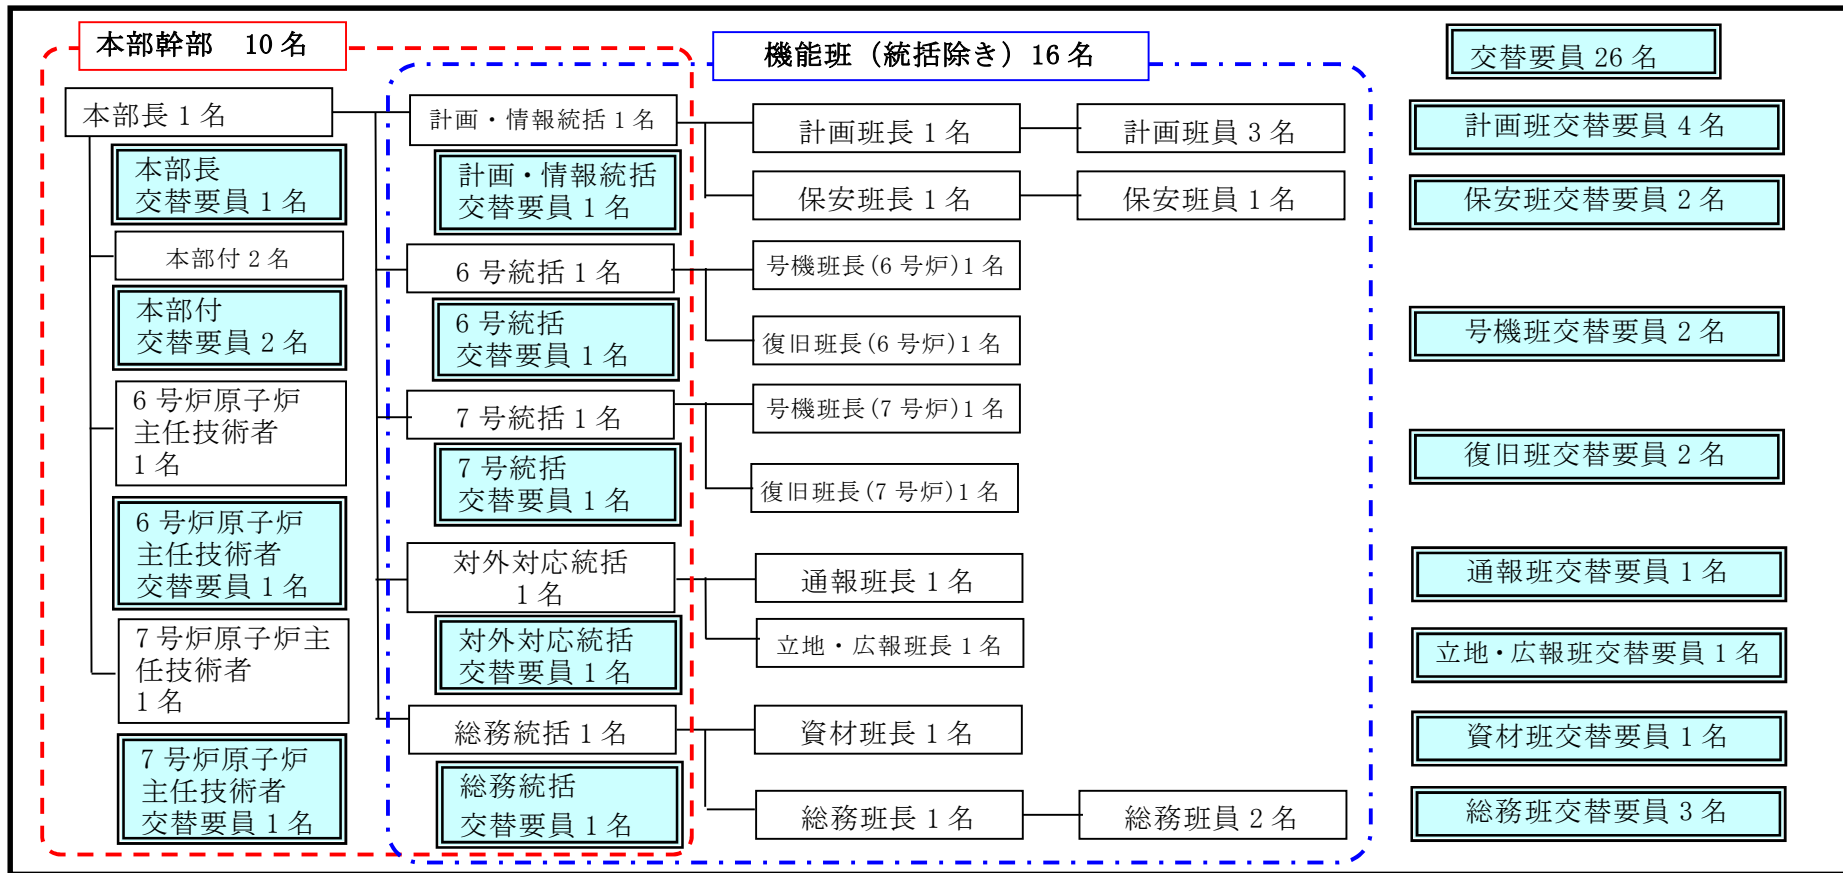 本部幹部　10名
機能班（統括除き）16名
交替要員 26 名
本部長 1 名
本部長
交替要員 1 名
本部付 2 名
本部付
交替要員 2 名
6 号炉原子炉
主任技術者
1 名
6 号炉原子炉
主任技術者
交替要員 1 名
7 号炉原子炉主
任技術者
1 名
7 号炉原子炉
主任技術者
交替要員 1 名
計画・情報統括 1 名
計画・情報統括
交替要員 1 名
6 号統括 1 名
6 号統括
交替要員 1 名
7 号統括 1 名
7 号統括
交替要員 1 名
対外対応統括
1 名
対外対応統括
交替要員 1 名
総務統括 1 名
総務統括
交替要員 1 名
計画班長 1 名
計画班員 3 名
保安班長 1 名
保安班員 1 名
号機班長(6 号炉)1 名
復旧班長(6 号炉)1 名
号機班長(7 号炉)1 名
復旧班長(7 号炉)1 名
通報班長 1 名
立地・広報班長 1 名
資材班長 1 名
総務班長 1 名
総務班員 2 名
計画班交替要員 4 名
保安班交替要員 2 名
号機班交替要員 2 名
復旧班交替要員 2 名
通報班交替要員 1 名
立地・広報班交替要員 1 名
資材班交替要員 1 名
総務班交替要員 3 名